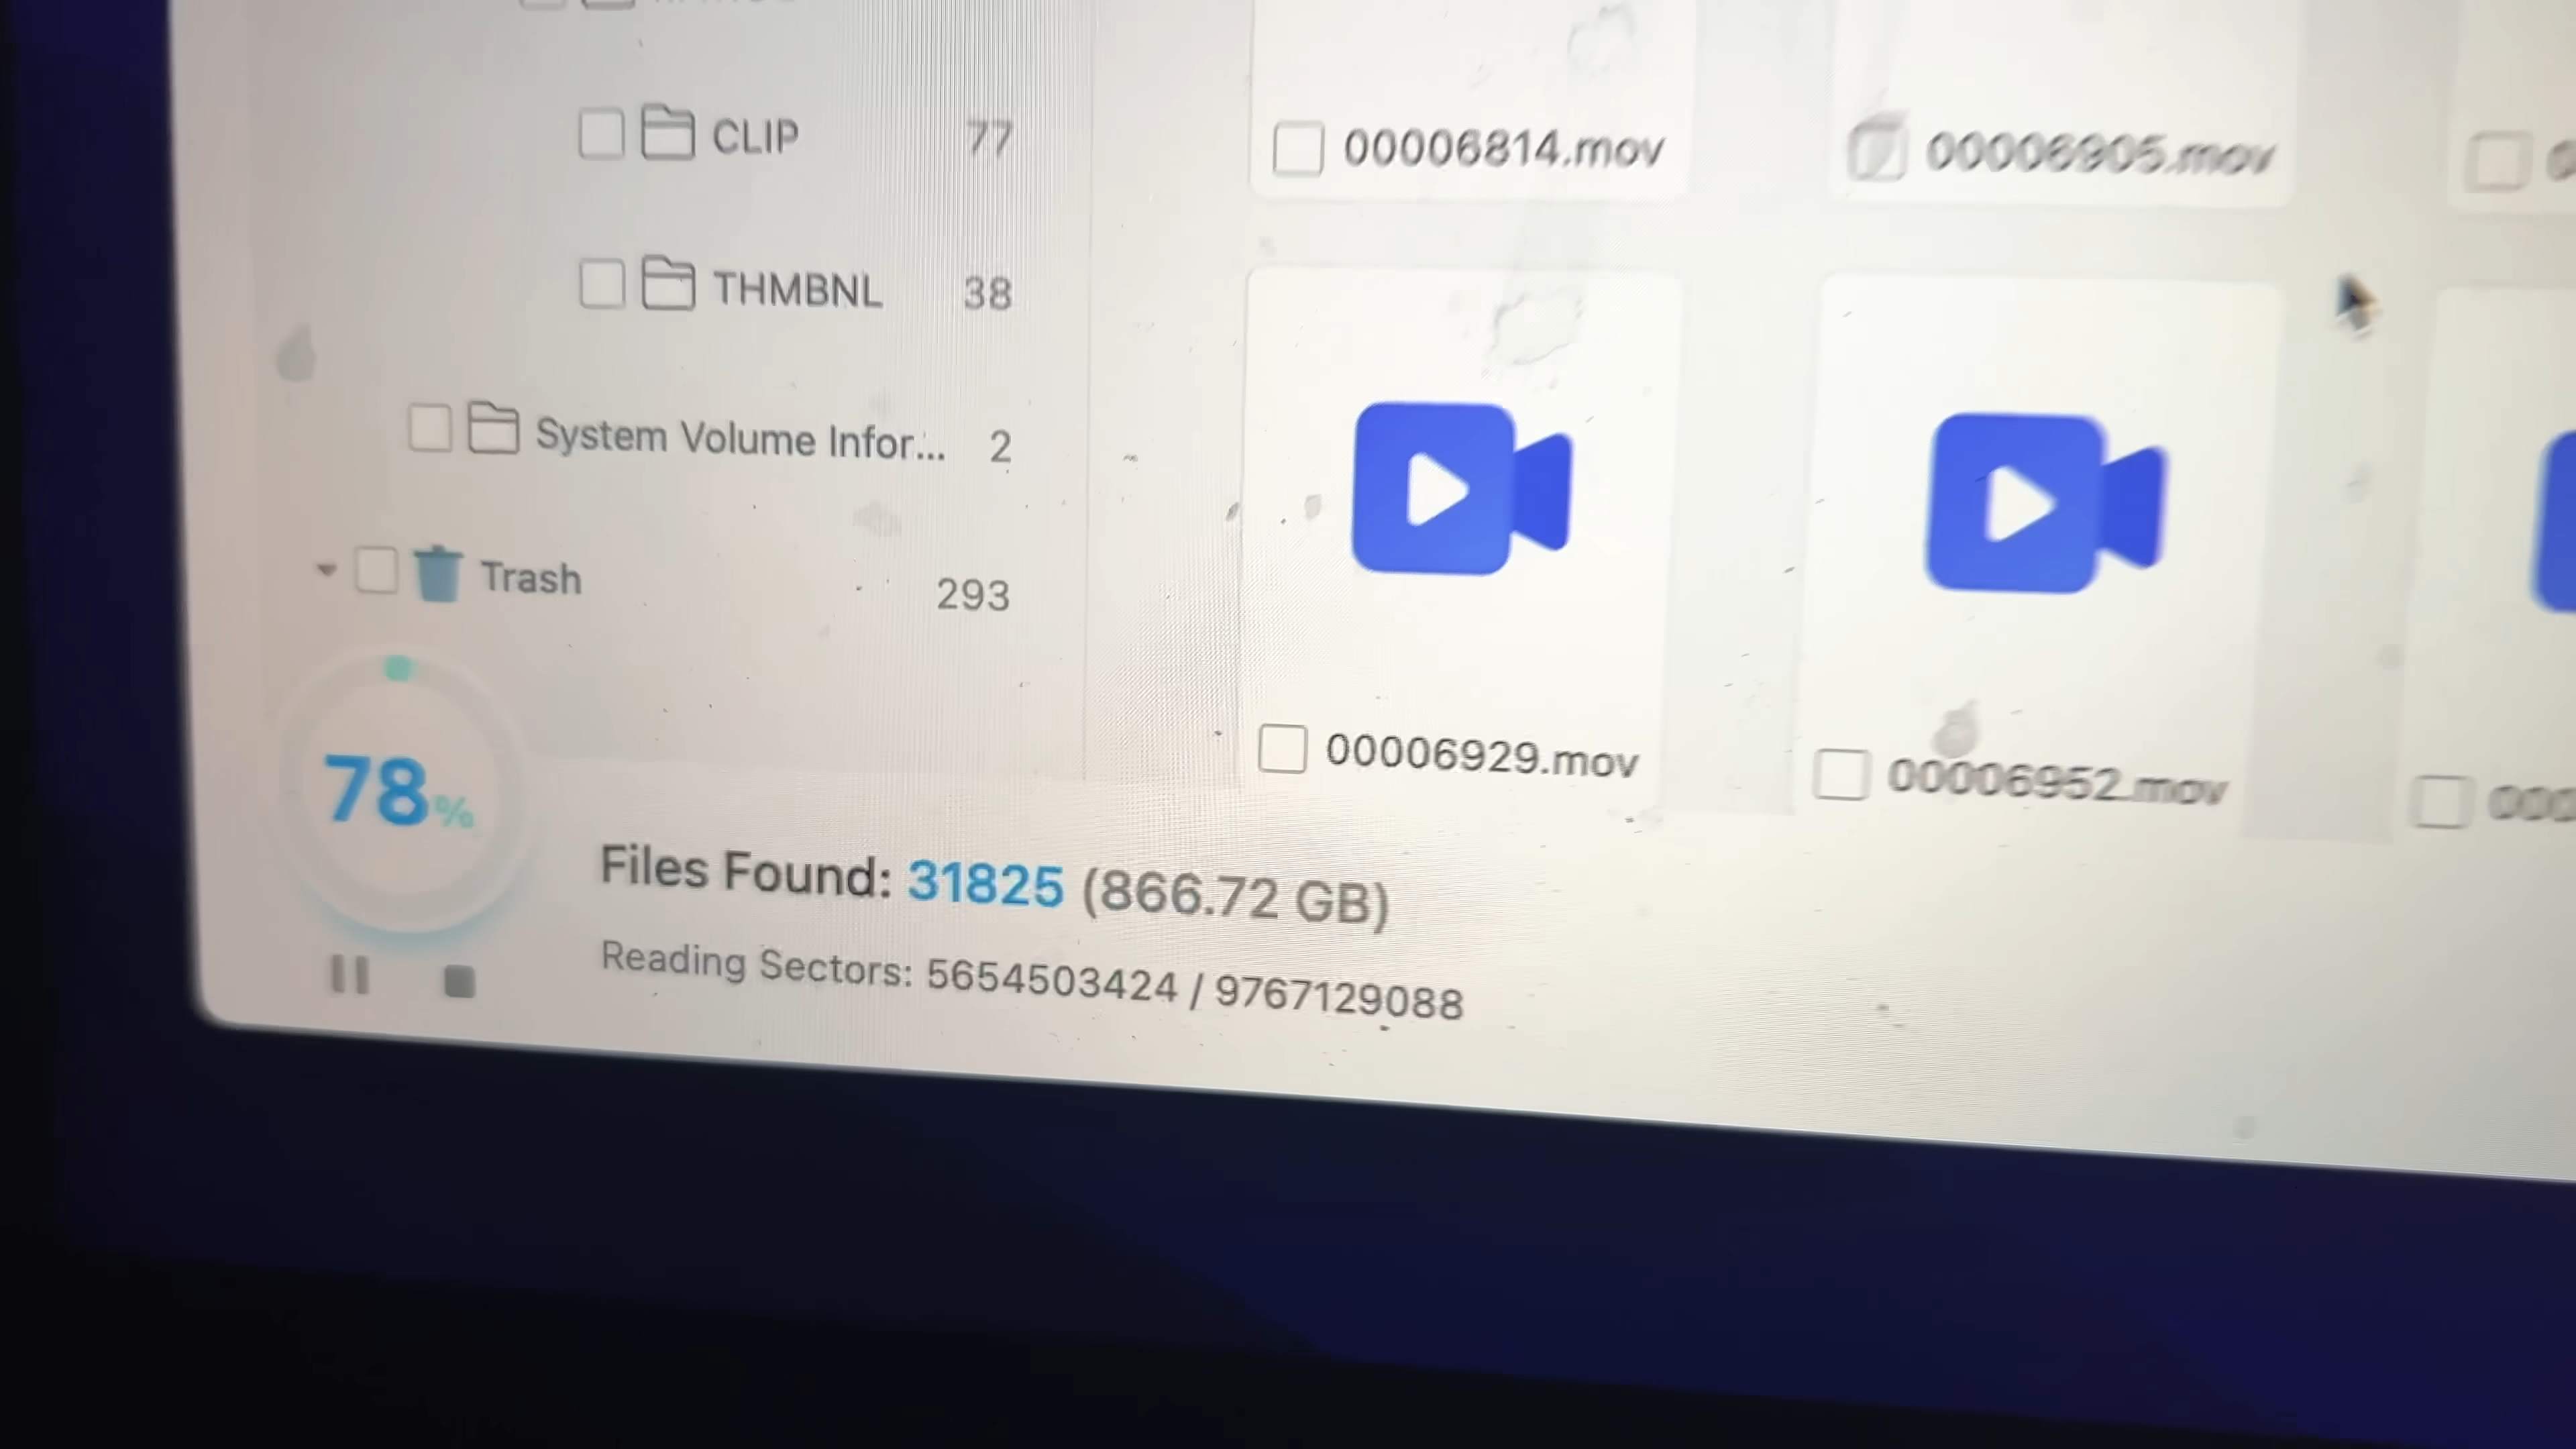 CLIP 77
THMBNL 38
System Volume Infor... 2
Trash 293
00006814.mov
00006905.mov
00006929.mov
00006952.mov
78%
Files Found: 31825 (866.72 GB)
Reading Sectors: 5654503424 / 9767129088